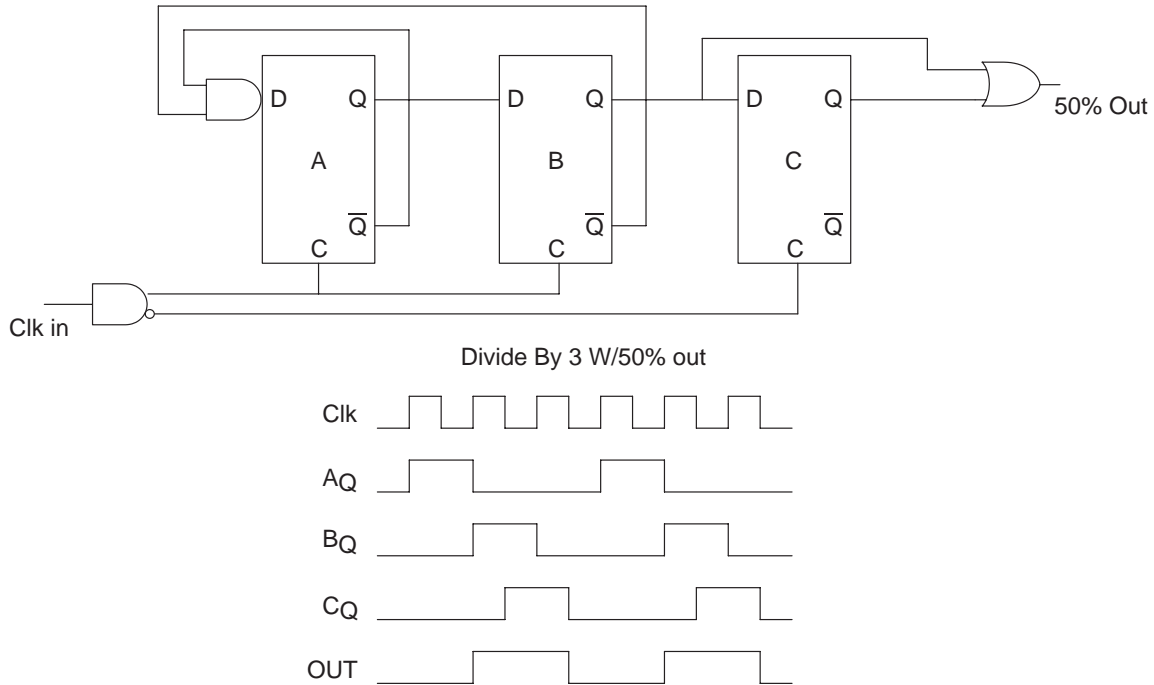 D Q D Q D Q
50% Out
A B C
Q Q Q
C C C
Clk in
Divide By 3 W/50% out
Clk
AQ
BQ
CQ
OUT